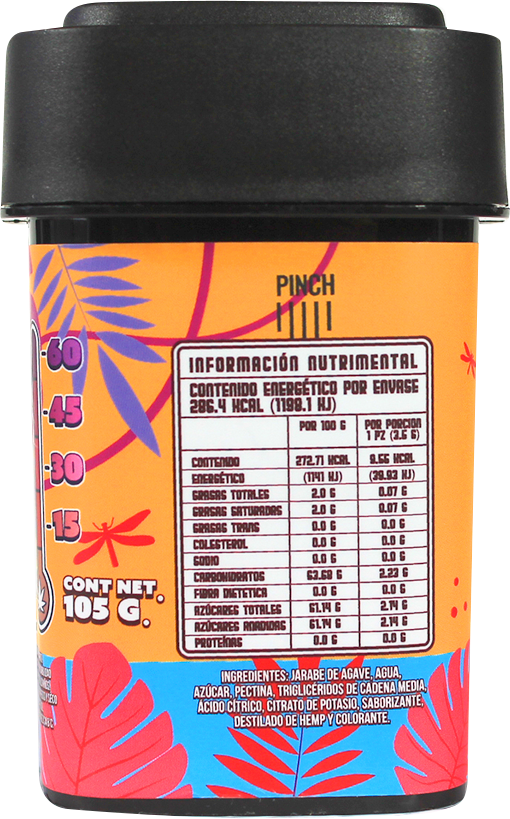 PINCH
60
45
30
15
CONT NET.
105 G.
INFORMACIÓN NUTRIMENTAL
CONTENIDO ENERGÉTICO POR ENVASE
286.4 KCAL (1198.1 KJ)
POR 100 G POR PORCION
1 PZ (3.5 G)
CONTENIDO 272.71 KCAL 9.56 KCAL
ENERGÉTICO (1141 KJ) (39.93 KJ)
GRASAS TOTALES 2.0 G 0.07 G
GRASAS SATURADAS 2.0 G 0.07 G
GRASAS TRANS 0.0 G 0.0 G
COLESTEROL 0.0 G 0.0 G
SODIO 0.0 G 0.0 G
CARBOHIDRATOS 63.68 G 2.23 G
FIBRA DIETETICA 0.0 G 0.0 G
AZÚCARES TOTALES 61.14 G 2.14 G
AZÚCARES AÑADIDAS 61.14 G 2.14 G
PROTEÍNAS 0.0 G 0.0 G
INGREDIENTES: JARABE DE AGAVE, AGUA,
AZÚCAR, PECTINA, TRIGLICÉRIDOS DE CADENA MEDIA,
ÁCIDO CÍTRICO, CITRATO DE POTASIO, SABORIZANTE,
DESTILADO DE HEMP Y COLORANTE.